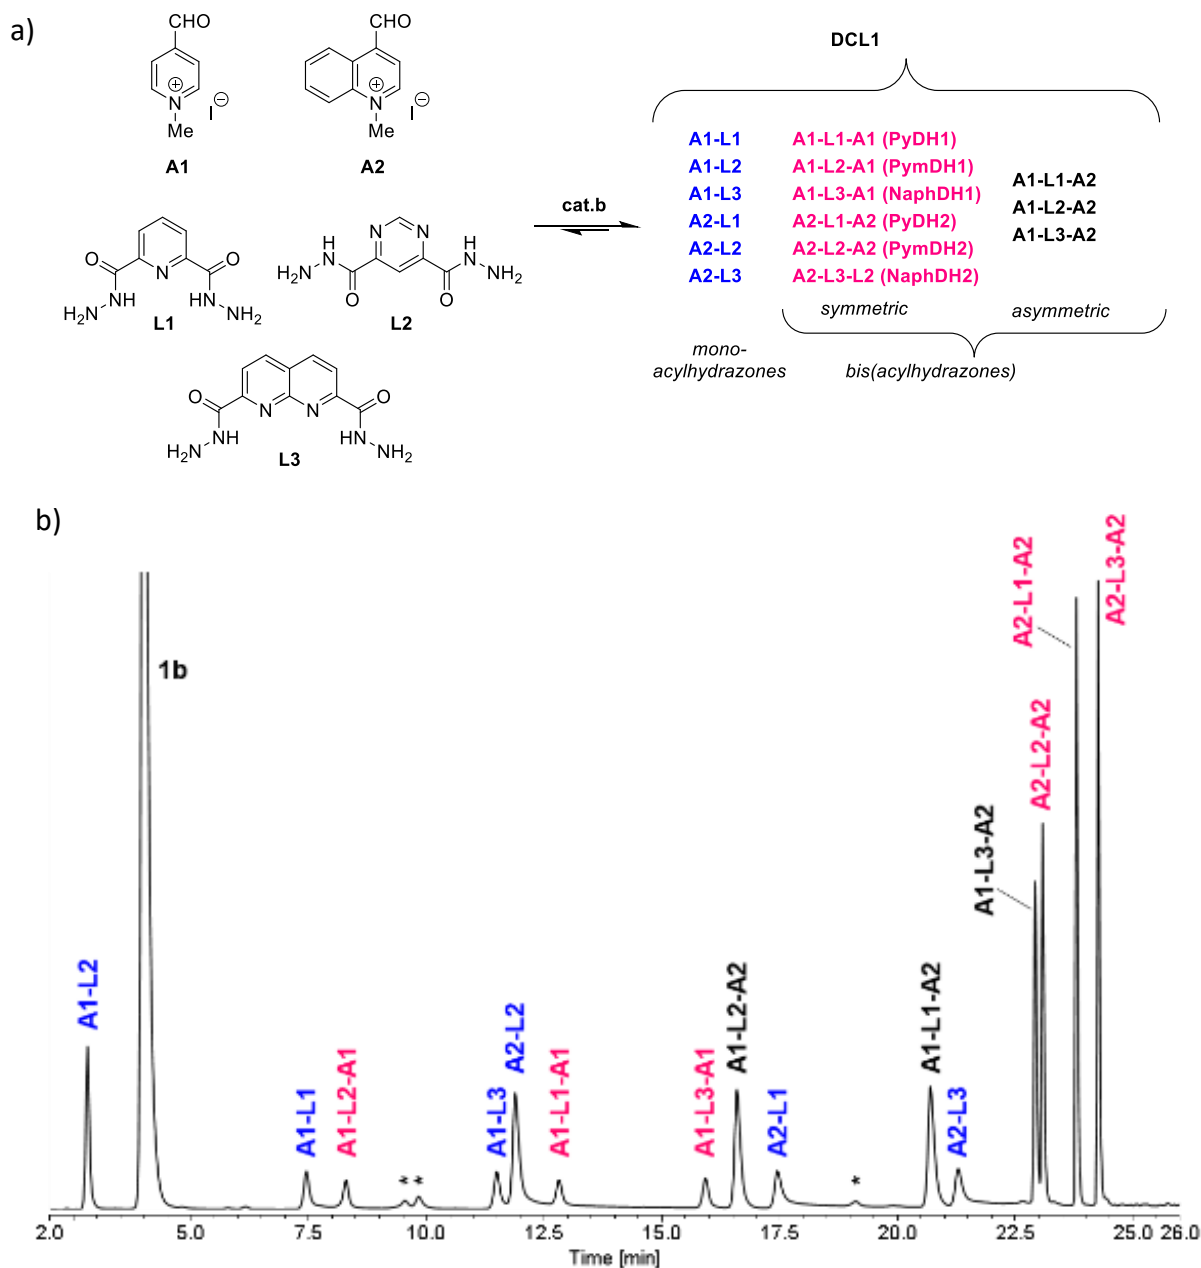 a)
CHO
N
+
I⊖
Me
A1
CHO
N
+
I⊖
Me
A2
O
N
O
NH
HN
H2N
NH2
L1
N
N
H
N
H2N
O
O
H
N
NH2
L2
O
N
N
O
NH
HN
H2N
NH2
L3
cat.b
DCL1
A1-L1
A1-L2
A1-L3
A2-L1
A2-L2
A2-L3
A1-L1-A1 (PyDH1)
A1-L2-A1 (PymDH1)
A1-L3-A1 (NaphDH1)
A2-L1-A2 (PyDH2)
A2-L2-A2 (PymDH2)
A2-L3-L2 (NaphDH2)
A1-L1-A2
A1-L2-A2
A1-L3-A2
symmetric
asymmetric
mono-
acylhydrazones
bis(acylhydrazones)
b)
A1-L2
1b
A1-L1
A1-L2-A1
* *
A1-L3
A2-L2
A1-L1-A1
A1-L3-A1
A1-L2-A2
A2-L1
*
A1-L1-A2
A2-L3
A1-L3-A2
A2-L2-A2
A2-L1-A2
A2-L3-A2
2.0 5.0 7.5 10.0 12.5 15.0 17.5 20.0 22.5 25.0 26.0
Time [min]